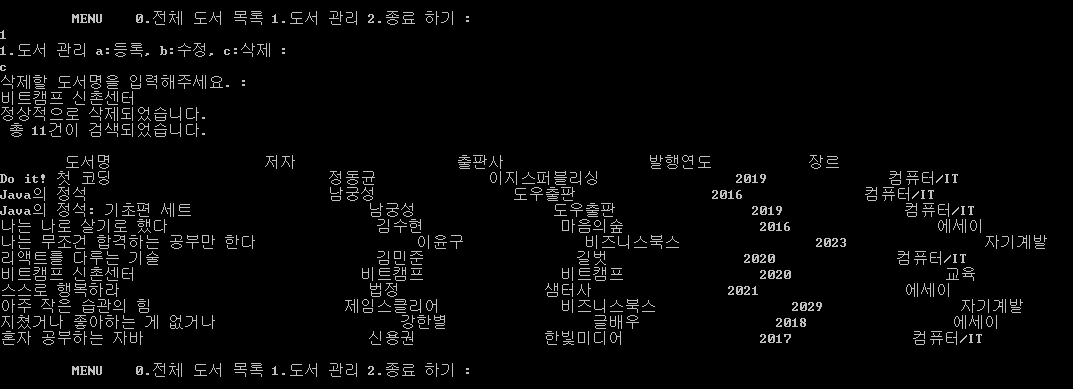 MENU 0.전체 도서 목록 1.도서 관리 2.종료 하기 :
1
1.도서 관리 a:등록, b:수정, c:삭제 :
c
삭제할 도서명을 입력해주세요. :
비트캠프 신촌센터
정상적으로 삭제되었습니다.
총 11건이 검색되었습니다.
도서명 저자 출판사 발행연도 장르
Do it! 첫 코딩 정동균 이지스퍼블리싱 2019 컴퓨터/IT
Java의 정석 남궁성 도우출판 2016 컴퓨터/IT
Java의 정석: 기초편 세트 남궁성 도우출판 2019 컴퓨터/IT
나는 나로 살기로 했다 김수현 마음의숲 2016 에세이
나는 무조건 합격하는 공부만 한다 이윤구 비즈니스북스 2023 자기계발
리액트를 다루는 기술 김민준 길벗 2020 컴퓨터/IT
비트캠프 신촌센터 비트캠프 비트캠프 2020 교육
스스로 행복하라 법정 샘터사 2021 에세이
아주 작은 습관의 힘 제임스클리어 비즈니스북스 2029 자기계발
지쳤거나 좋아하는 게 없거나 강한별 글배우 2018 에세이
혼자 공부하는 자바 신용권 한빛미디어 2017 컴퓨터/IT
MENU 0.전체 도서 목록 1.도서 관리 2.종료 하기 :